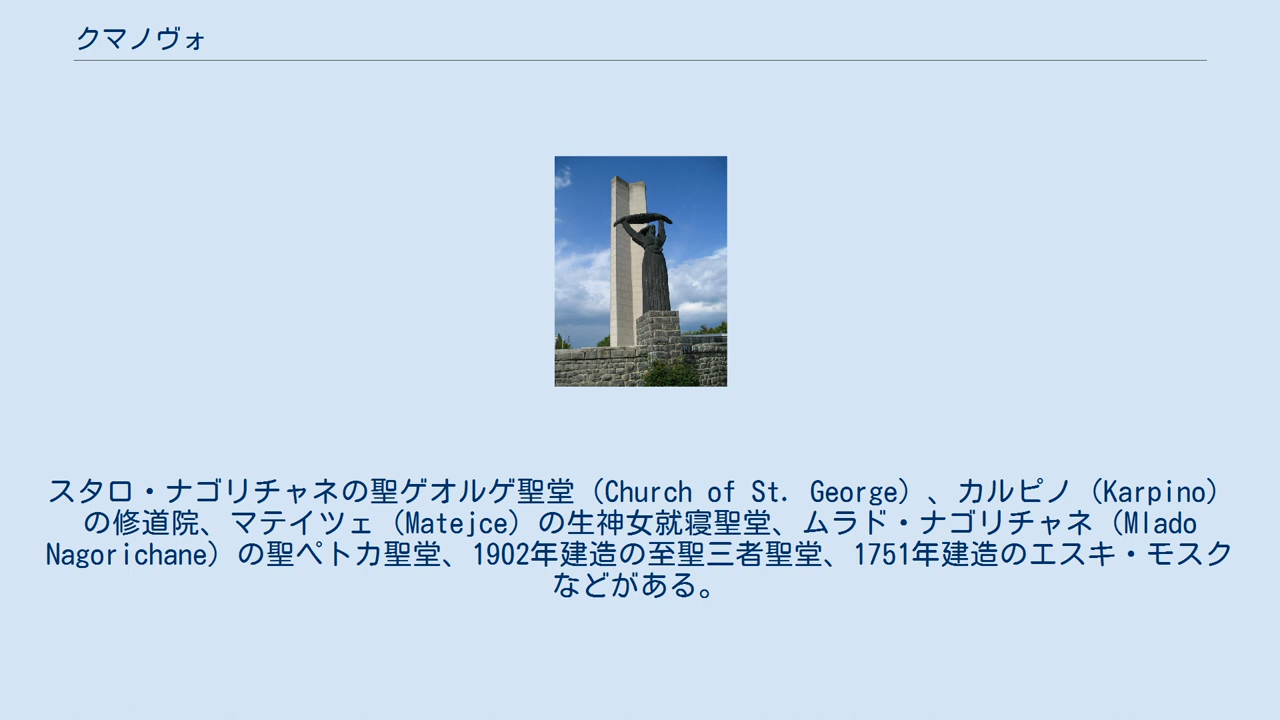 クマノヴォ
スタロ・ナゴリチャネの聖ゲオルゲ聖堂（Church of St. George）、カルピノ（Karpino）
の修道院、マテイツェ（Matejce）の生神女就寝聖堂、ムラド・ナゴリチャネ（Mlado
Nagorichane）の聖ペトカ聖堂、1902年建造の至聖三者聖堂、1751年建造のエスキ・モスク
などがある。